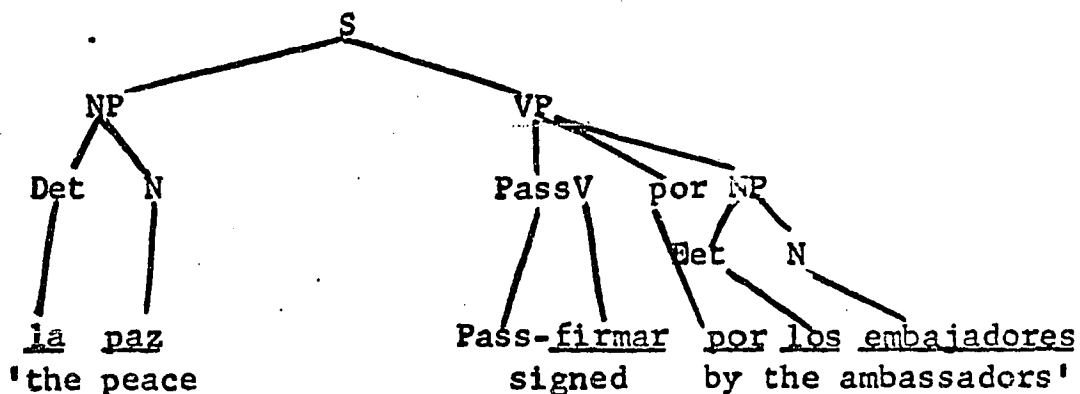 S
NP VP
Det N PassV por NP
Det N
la paz Pass-firmar por los embajadores
'the peace signed by the ambassadors'